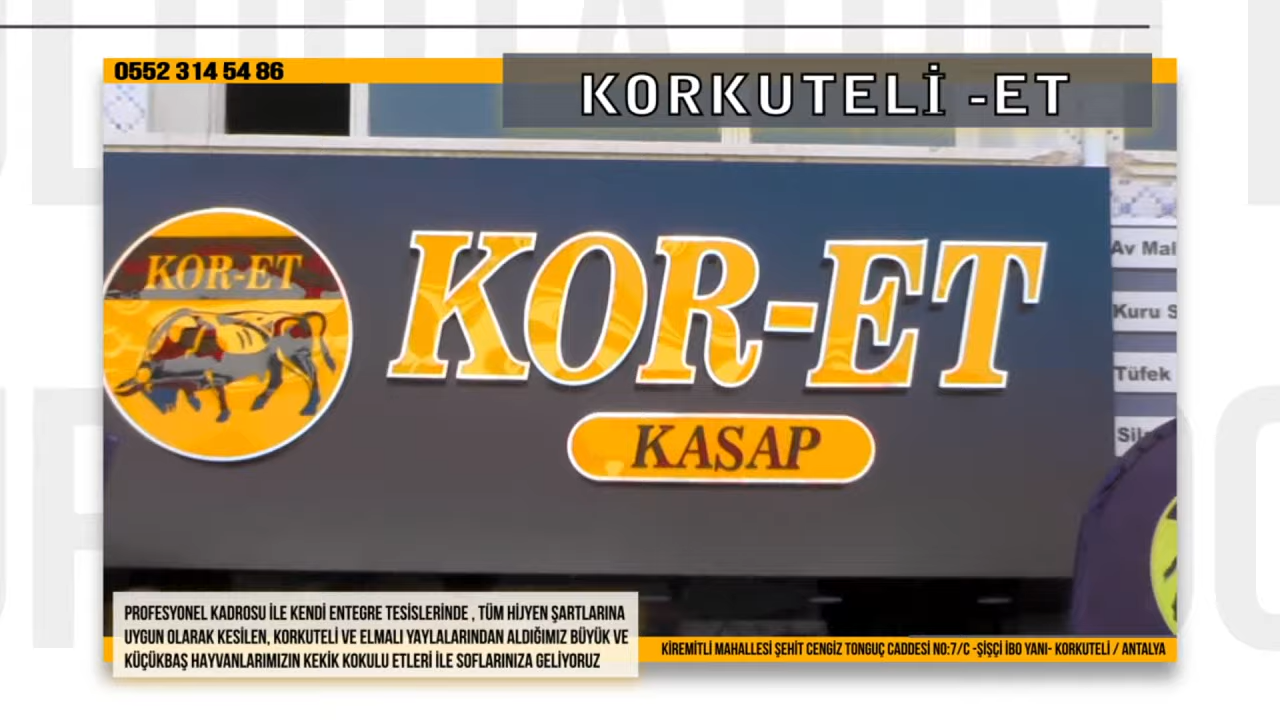 0552 314 54 86
KORKUTELİ -ET
KOR-ET
KOR-ET
KASAP
Av Mal
Kuru S
Tüfek
PROFESYONEL KADROSU İLE KENDİ ENTEGRE TESİSLERİNDE , TÜM HİJYEN ŞARTLARINA
UYGUN OLARAK KESİLEN, KORKUTELİ VE ELMALI YAYLALARINDAN ALDIĞIMIZ BÜYÜK VE
KÜÇÜKBAŞ HAYVANLARIMIZIN KEKİK KOKULU ETLERİ İLE SOFLARINIZA GELİYORUZ
KİREMİTLİ MAHALLESİ ŞEHİT CENGİZ TONGUÇ CADDESİ NO:7/C -ŞİŞÇİ İBO YANI- KORKUTELİ / ANTALYA